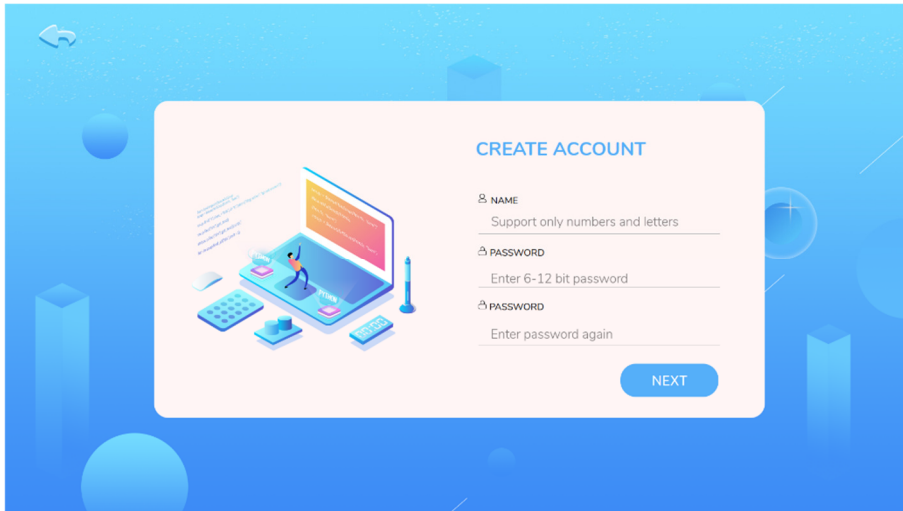 CREATE ACCOUNT
NAME
Support only numbers and letters
PASSWORD
Enter 6-12 bit password
PASSWORD
Enter password again
NEXT